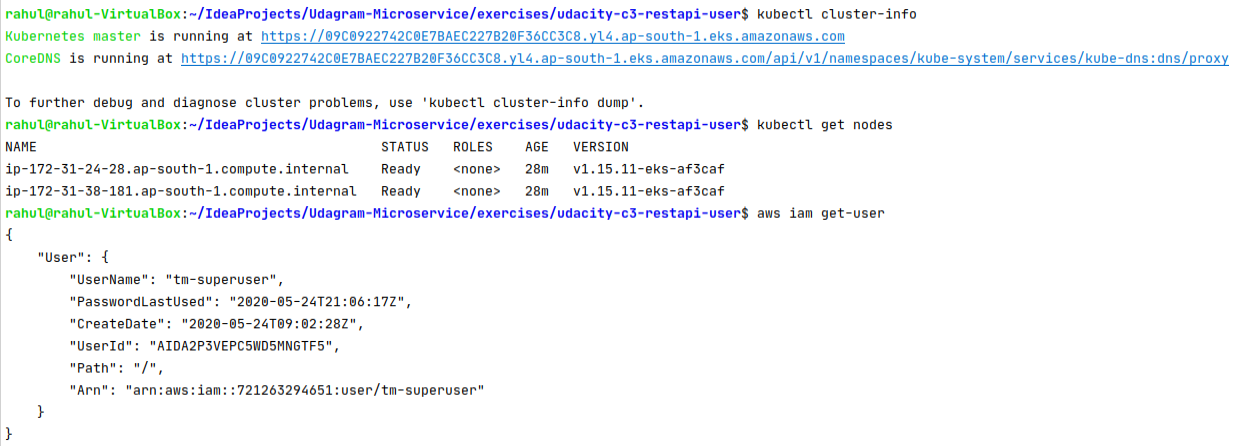 rahul@rahul-VirtualBox:~/IdeaProjects/Udagram-Microservice/exercises/udacity-c3-restapi-user$ kubectl cluster-info
Kubernetes master is running at https://09C0922742C0E7BAEC227B20F36CC3C8.yl4.ap-south-1.eks.amazonaws.com
CoreDNS is running at https://09C0922742C0E7BAEC227B20F36CC3C8.yl4.ap-south-1.eks.amazonaws.com/api/v1/namespaces/kube-system/services/kube-dns:dns/proxy

To further debug and diagnose cluster problems, use 'kubectl cluster-info dump'.
rahul@rahul-VirtualBox:~/IdeaProjects/Udagram-Microservice/exercises/udacity-c3-restapi-user$ kubectl get nodes
NAME                                           STATUS   ROLES    AGE   VERSION
ip-172-31-24-28.ap-south-1.compute.internal    Ready    <none>   28m   v1.15.11-eks-af3caf
ip-172-31-38-181.ap-south-1.compute.internal   Ready    <none>   28m   v1.15.11-eks-af3caf
rahul@rahul-VirtualBox:~/IdeaProjects/Udagram-Microservice/exercises/udacity-c3-restapi-user$ aws iam get-user
{
    "User": {
        "UserName": "tm-superuser",
        "PasswordLastUsed": "2020-05-24T21:06:17Z",
        "CreateDate": "2020-05-24T09:02:28Z",
        "UserId": "AIDA2P3VEPC5WD5MNGTF5",
        "Path": "/",
        "Arn": "arn:aws:iam::721263294651:user/tm-superuser"
    }
}